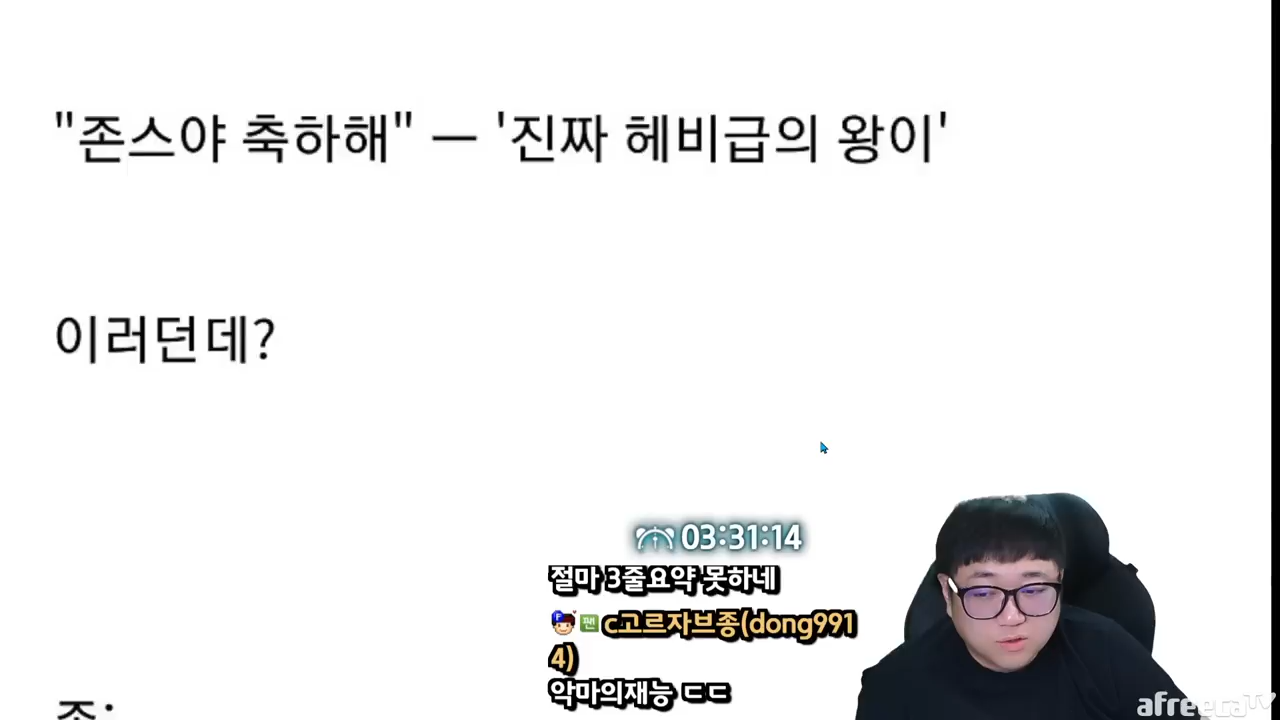 "존스야 축하해" — '진짜 헤비급의 왕이'
이러던데?
03:31:14
절마 3줄요약 못하네
F 팬 c고르자브종(dong991
4)
악마의재능 ㄷㄷ
존:
afreecaTV